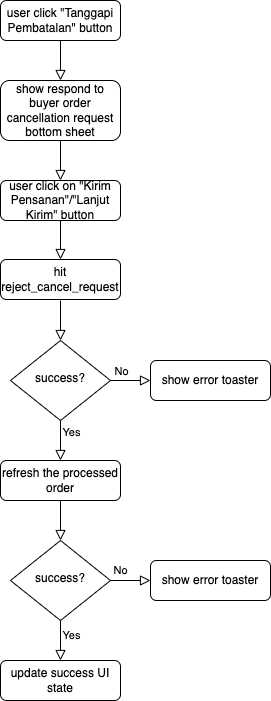 user click "Tanggapi
Pembatalan" button
show respond to
buyer order
cancellation request
bottom sheet
user click on "Kirim
Pensanan"/"Lanjut
Kirim" button
hit
reject_cancel_request
success?
No
show error toaster
Yes
refresh the processed
order
success?
No
show error toaster
Yes
update success UI
state